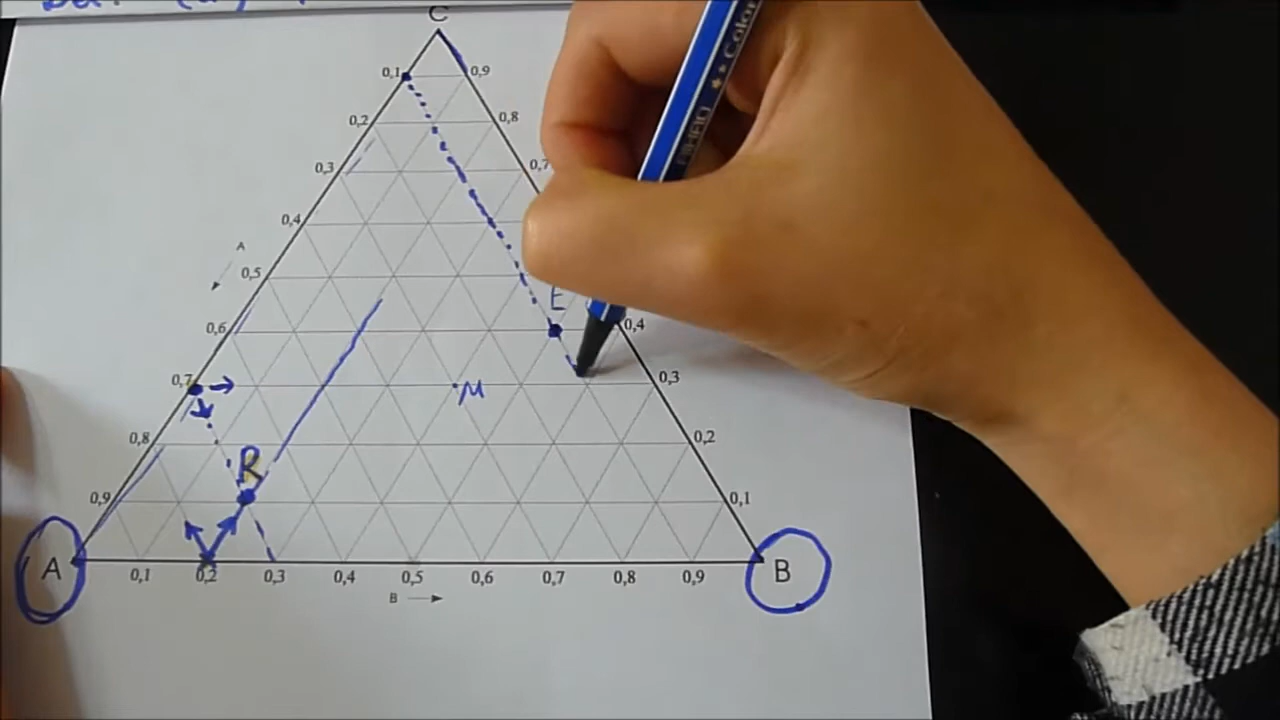 C
0,1 0,9
0,2 0,8
0,3 0,7
0,4
A
0,5
E
0,6 0,4
0,7 M 0,3
0,8 0,2
R
0,9 0,1
A B
0,1 0,2 0,3 0,4 0,5 0,6 0,7 0,8 0,9
B